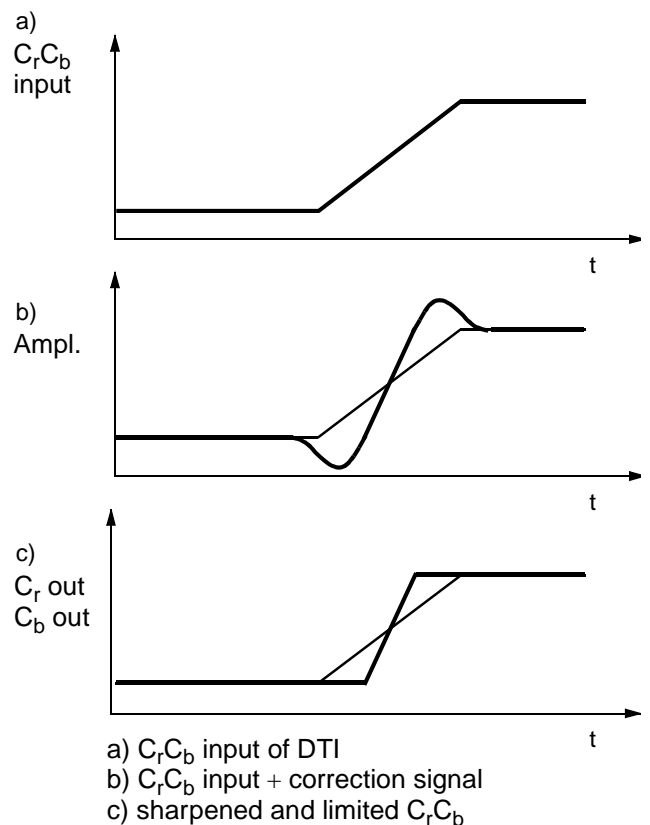 a)
CrCb
input
t
b)
Ampl.
t
c)
Cr out
Cb out
t
a) CrCb input of DTI
b) CrCb input + correction signal
c) sharpened and limited CrCb